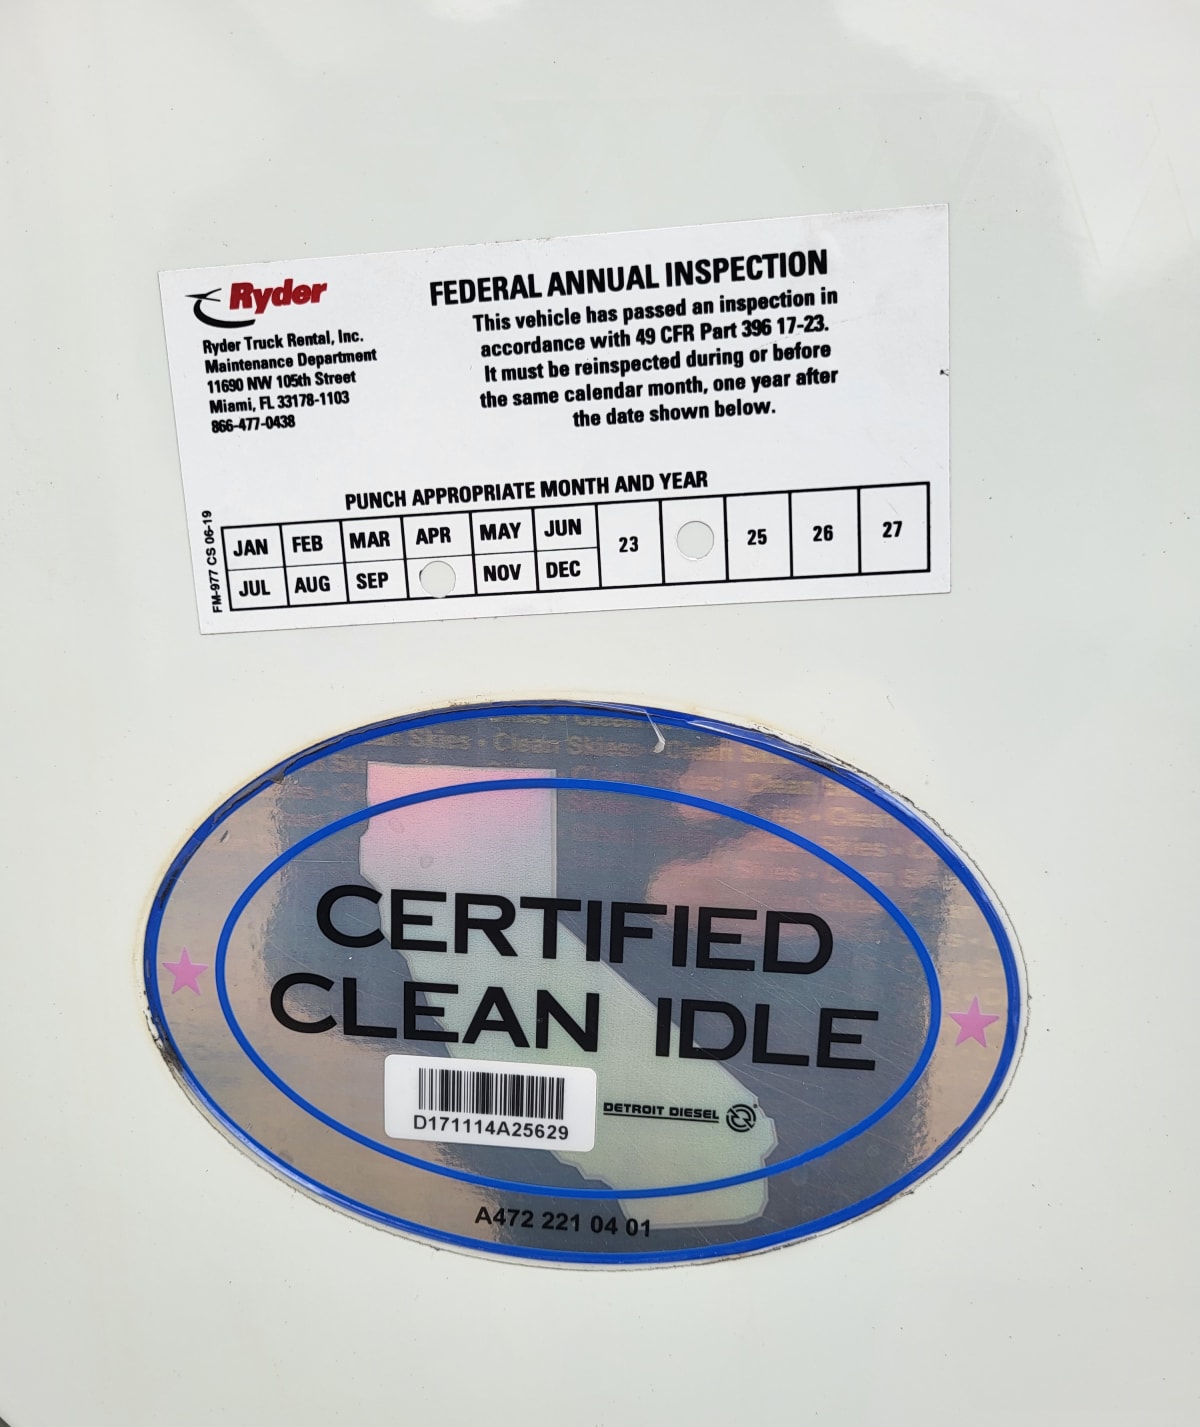 Ryder
Ryder Truck Rental, Inc.
Maintenance Department
11690 NW 105th Street
Miami, FL 33178-1103
866-477-0438
FEDERAL ANNUAL INSPECTION
This vehicle has passed an inspection in
accordance with 49 CFR Part 396 17-23.
It must be reinspected during or before
the same calendar month, one year after
the date shown below.
PUNCH APPROPRIATE MONTH AND YEAR
JAN FEB MAR APR MAY JUN 23 25 26 27
JUL AUG SEP NOV DEC
FM-977 CS 06-19
Skies • Clean Skies
CERTIFIED
CLEAN IDLE
D171114A25629
DETROIT DIESEL
A472 221 04 01